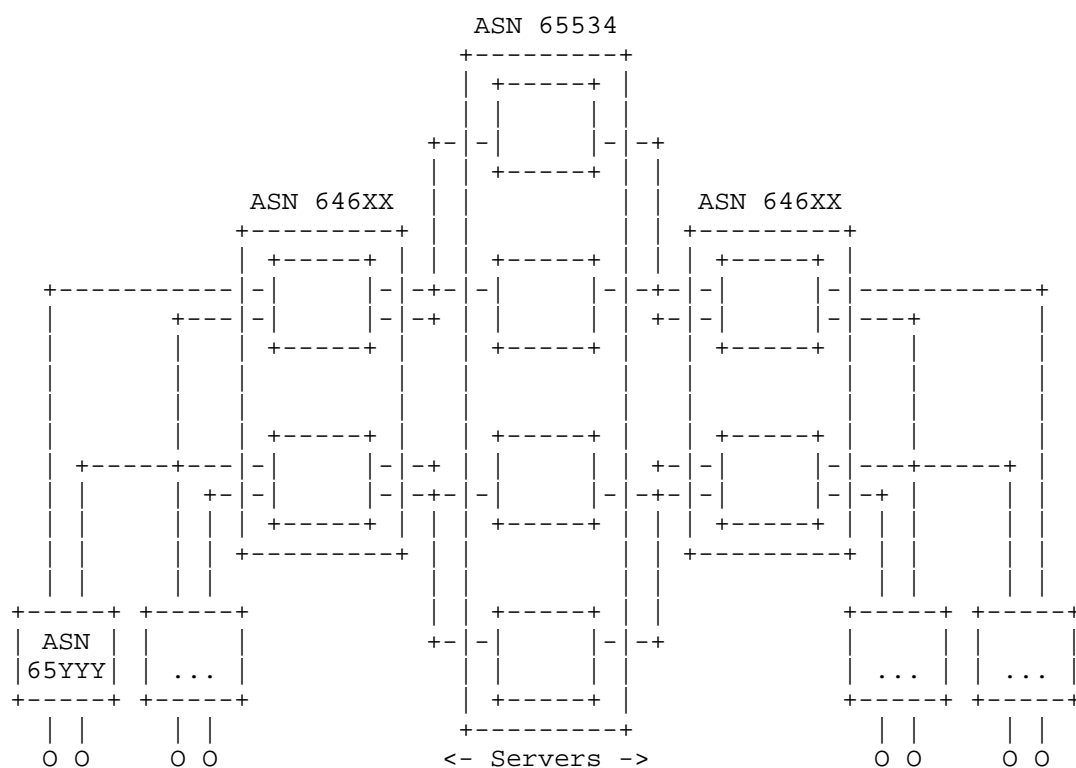 ASN 65534
ASN 646XX
ASN 646XX
ASN
65YYY
...
...
...
O O
O O
<- Servers ->
O O
O O